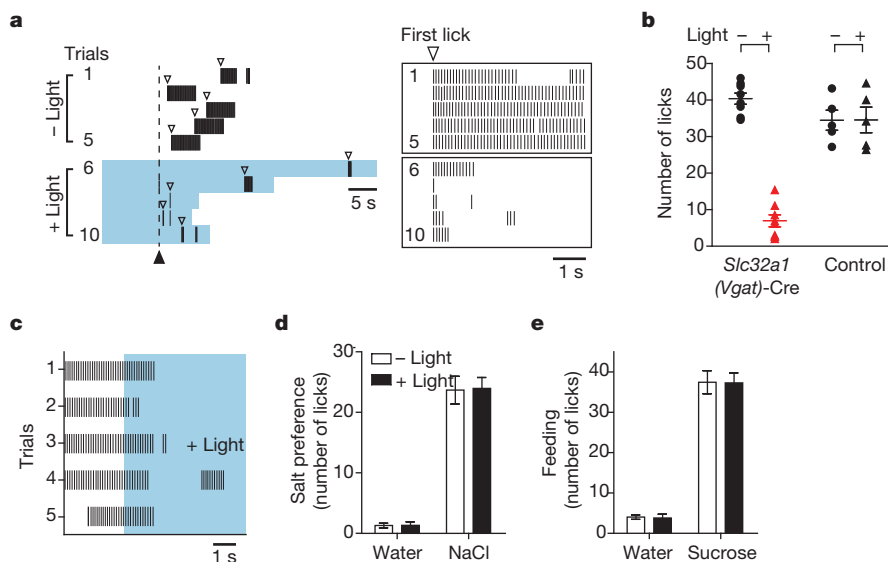 a
Trials
First lick
– Light
1
5
+ Light
6
10
5 s
1
5
6
10
1 s
b
Light – + – +
Number of licks
50
40
30
20
10
0
Slc32a1
(Vgat)-Cre
Control
c
Trials
1
2
3
4
5
+ Light
1 s
d
Salt preference
(number of licks)
30
20
10
0
– Light
+ Light
Water NaCl
e
Feeding
(number of licks)
40
30
20
10
0
Water Sucrose